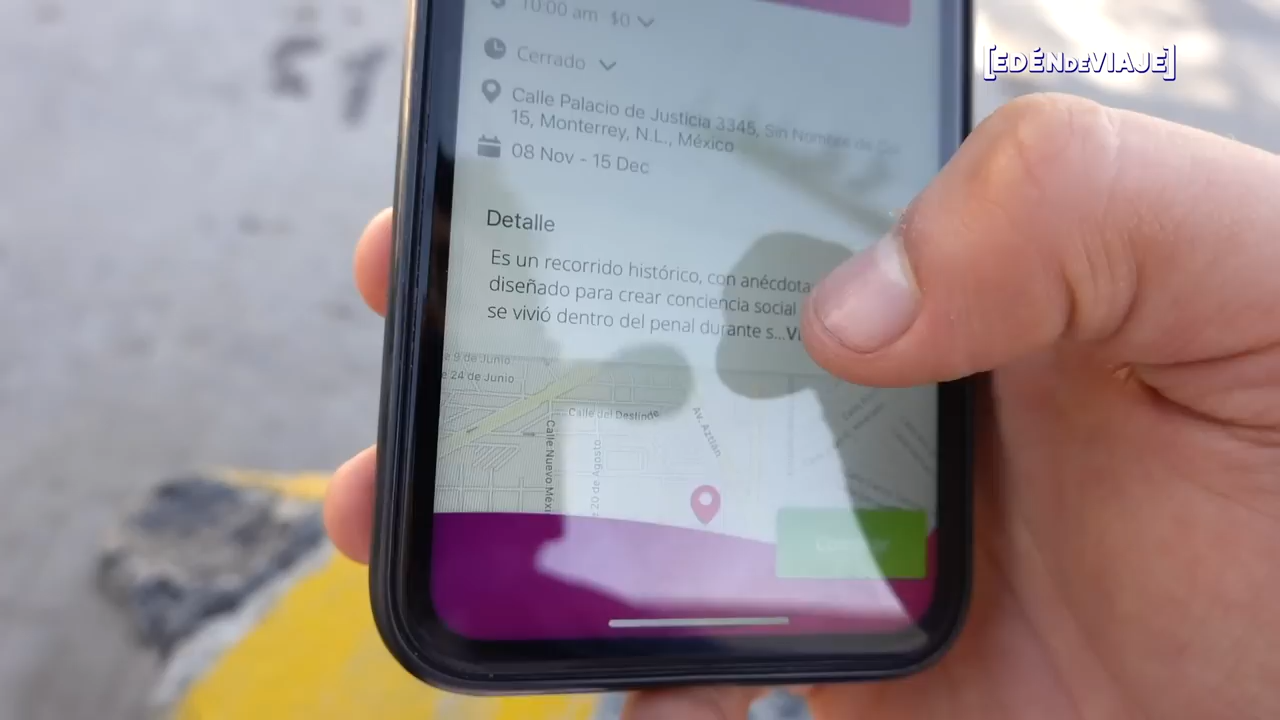 10:00 am $0
[EDÉNDEVIAJE]
Cerrado
Calle Palacio de Justicia 3345, Sin Nombre de
15, Monterrey, N.L., México
08 Nov - 15 Dec
Detalle
Es un recorrido histórico, con anécdota
diseñado para crear conciencia social
se vivió dentro del penal durante s...
e 9 de Junio
e 24 de Junio
Calle del Deslinde
Av. Aztlán
Calle Nuevo Méxi
e 20 de Agosto